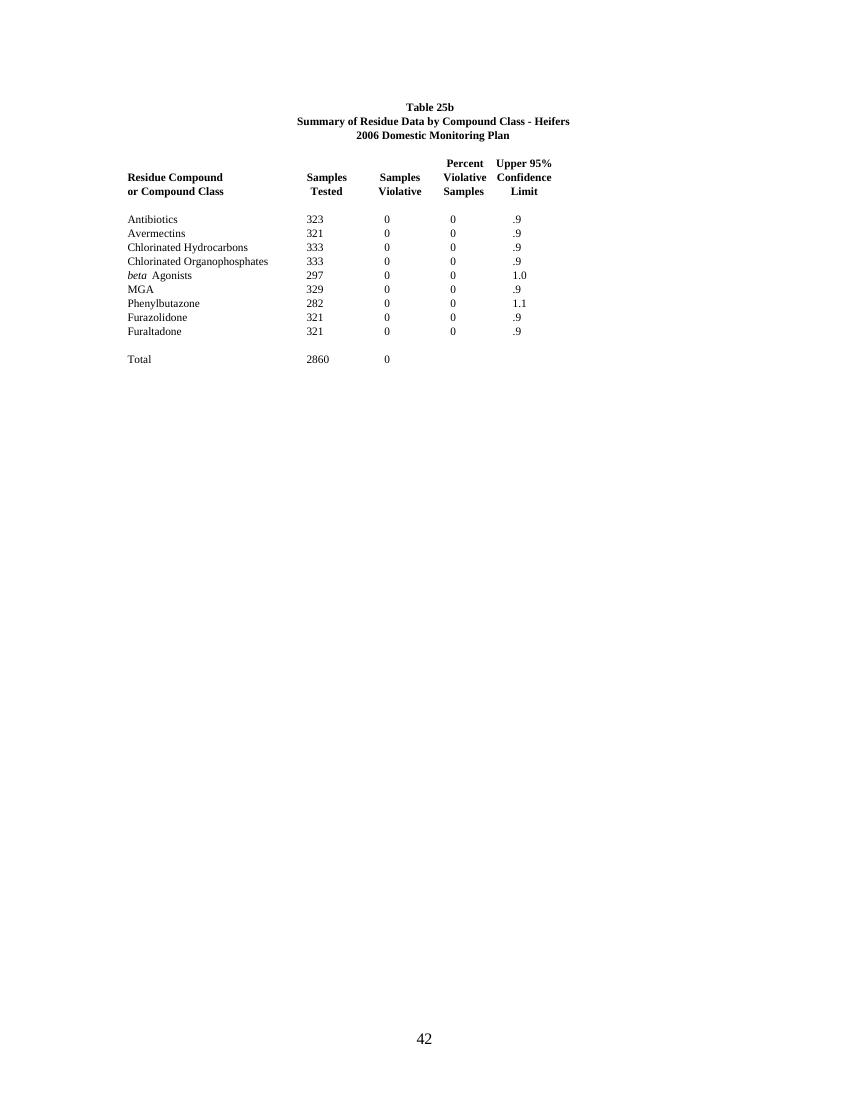 Table 25b
Summary of Residue Data by Compound Class - Heifers
2006 Domestic Monitoring Plan
Percent Upper 95%
Residue Compound Samples Samples Violative Confidence
or Compound Class Tested Violative Samples Limit
Antibiotics 323 0 0 .9
Avermectins 321 0 0 .9
Chlorinated Hydrocarbons 333 0 0 .9
Chlorinated Organophosphates 333 0 0 .9
beta Agonists 297 0 0 1.0
MGA 329 0 0 .9
Phenylbutazone 282 0 0 1.1
Furazolidone 321 0 0 .9
Furaltadone 321 0 0 .9
Total 2860 0
42